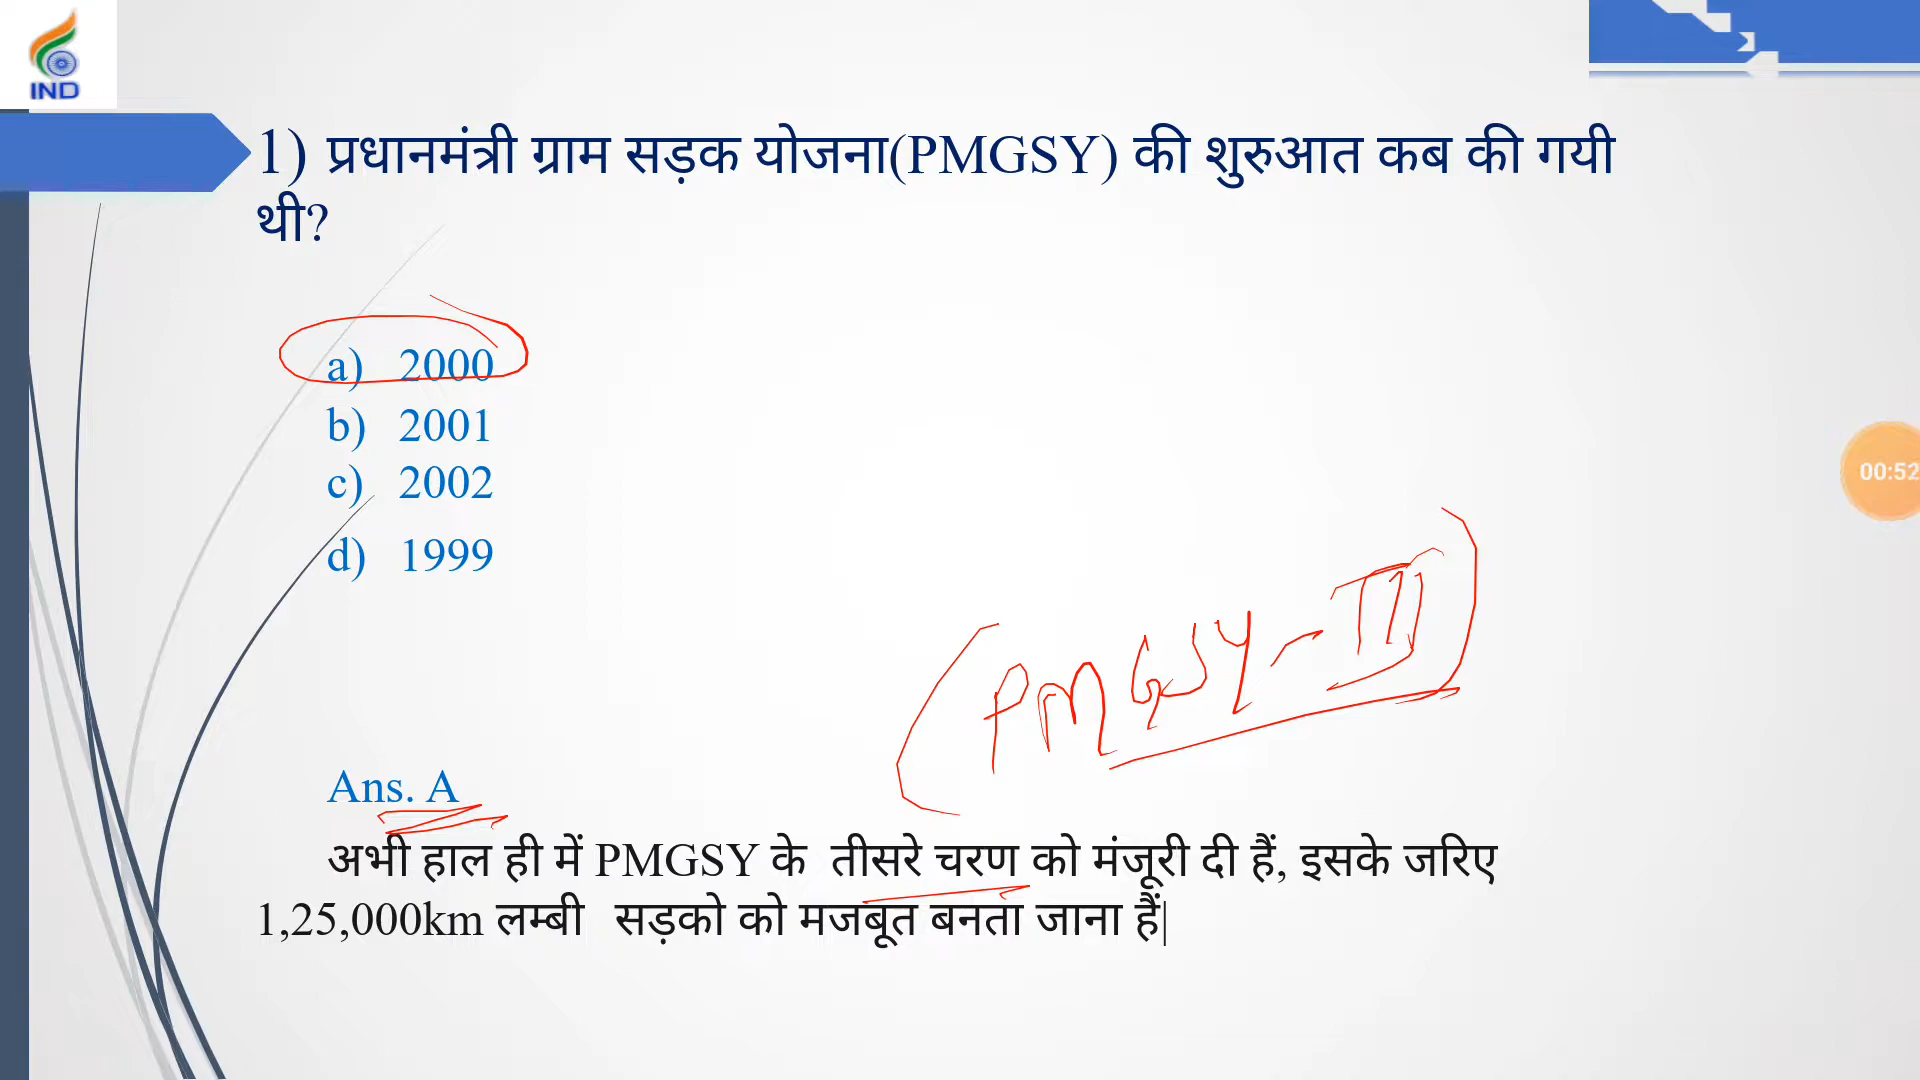 IND
1) प्रधानमंत्री ग्राम सड़क योजना(PMGSY) की शुरुआत कब की गयी
थी?
a) 2000
b) 2001
c) 2002
d) 1999
00:52
PMGSY-III
Ans. A
अभी हाल ही में PMGSY के तीसरे चरण को मंजूरी दी हैं, इसके जरिए
1,25,000km लम्बी सड़को को मजबूत बनता जाना हैं|